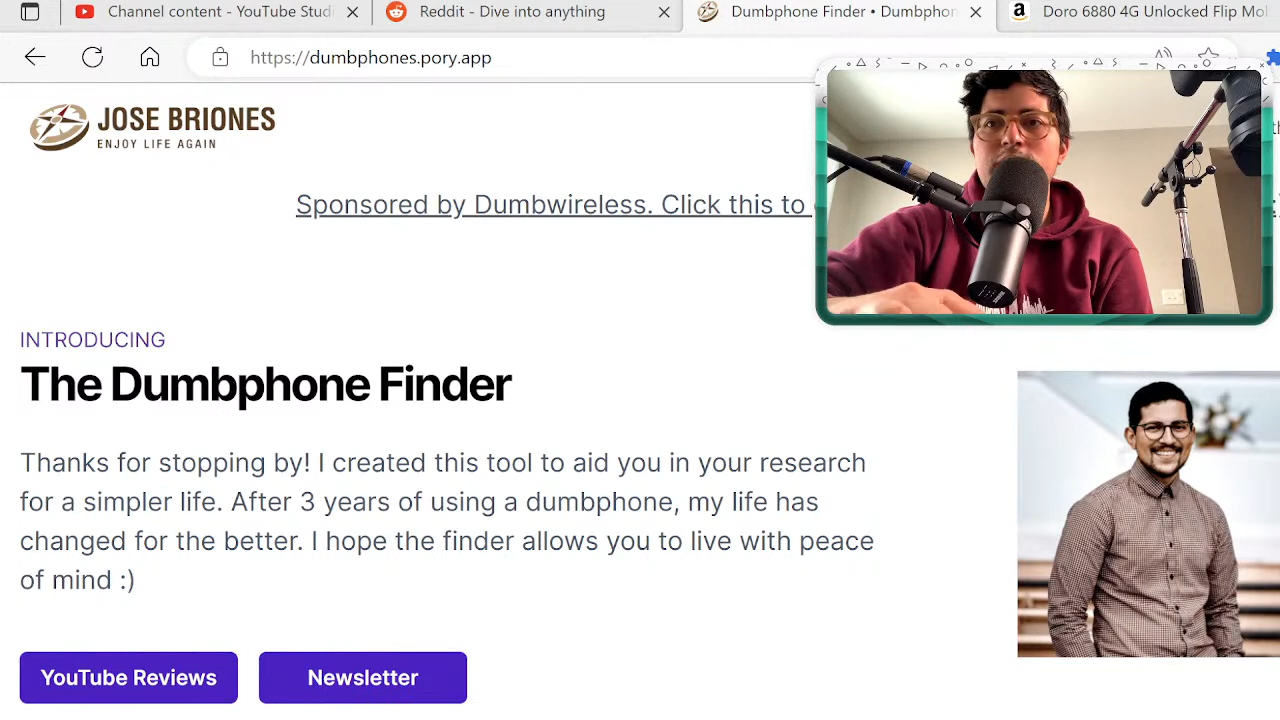 Channel content - YouTube Stud
Reddit - Dive into anything
Dumbphone Finder • Dumbphon
Doro 6880 4G Unlocked Flip Mo
https://dumbphones.pory.app
JOSE BRIONES
ENJOY LIFE AGAIN
Sponsored by Dumbwireless. Click this to
INTRODUCING
The Dumbphone Finder
Thanks for stopping by! I created this tool to aid you in your research
for a simpler life. After 3 years of using a dumbphone, my life has
changed for the better. I hope the finder allows you to live with peace
of mind :)
YouTube Reviews
Newsletter